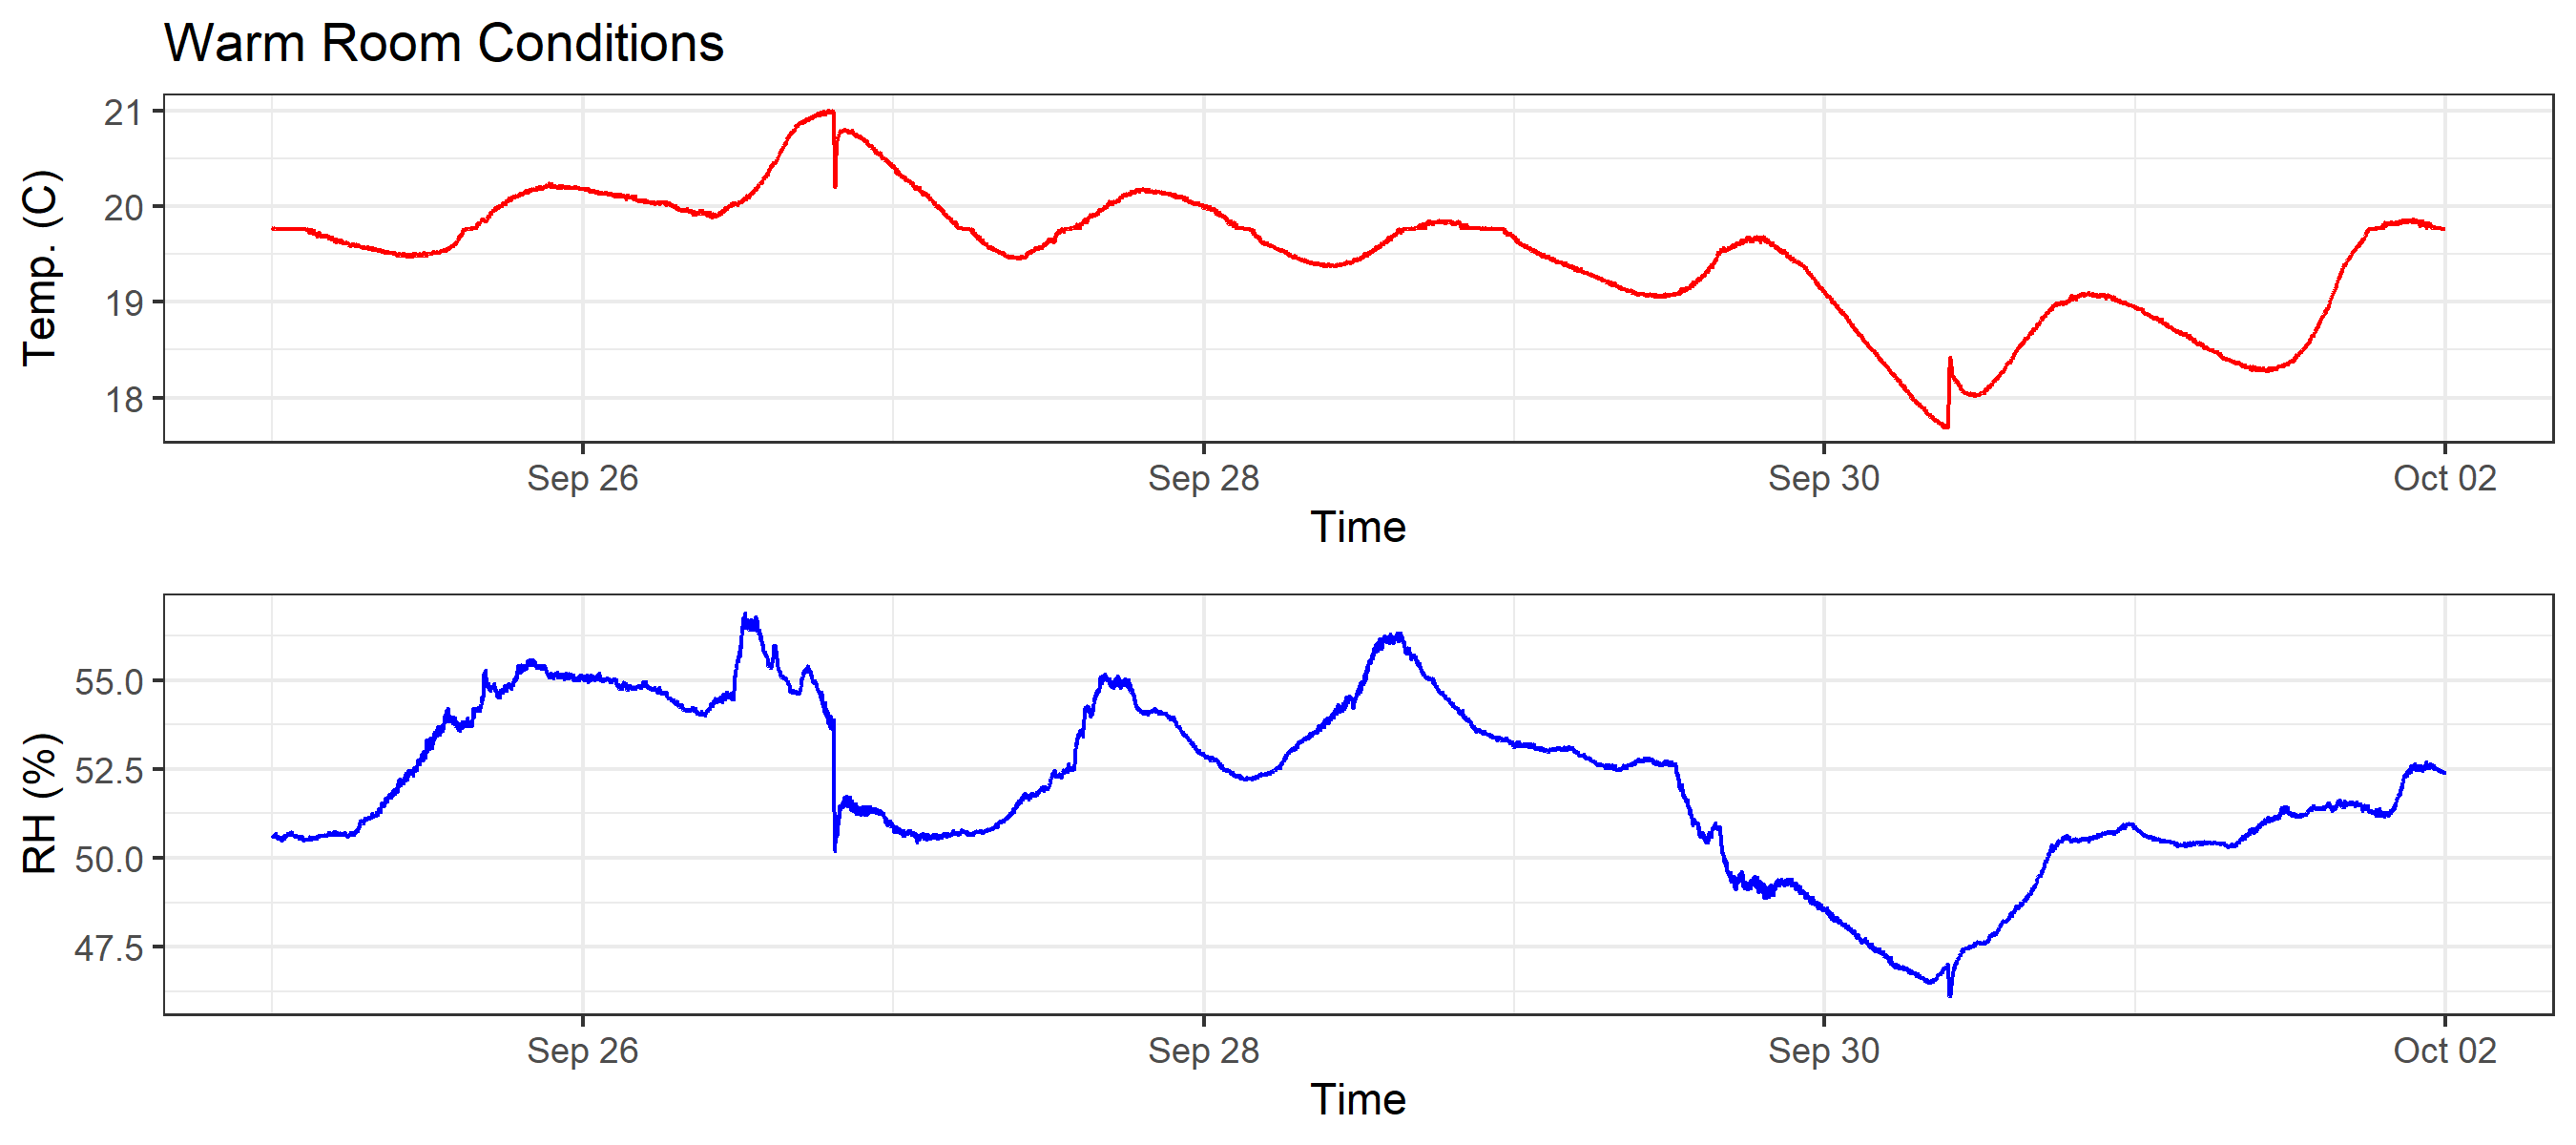 Warm Room Conditions
Temp. (C)
21
20
19
18
Sep 26 Sep 28 Sep 30 Oct 02
Time
RH (%)
55.0
52.5
50.0
47.5
Sep 26 Sep 28 Sep 30 Oct 02
Time